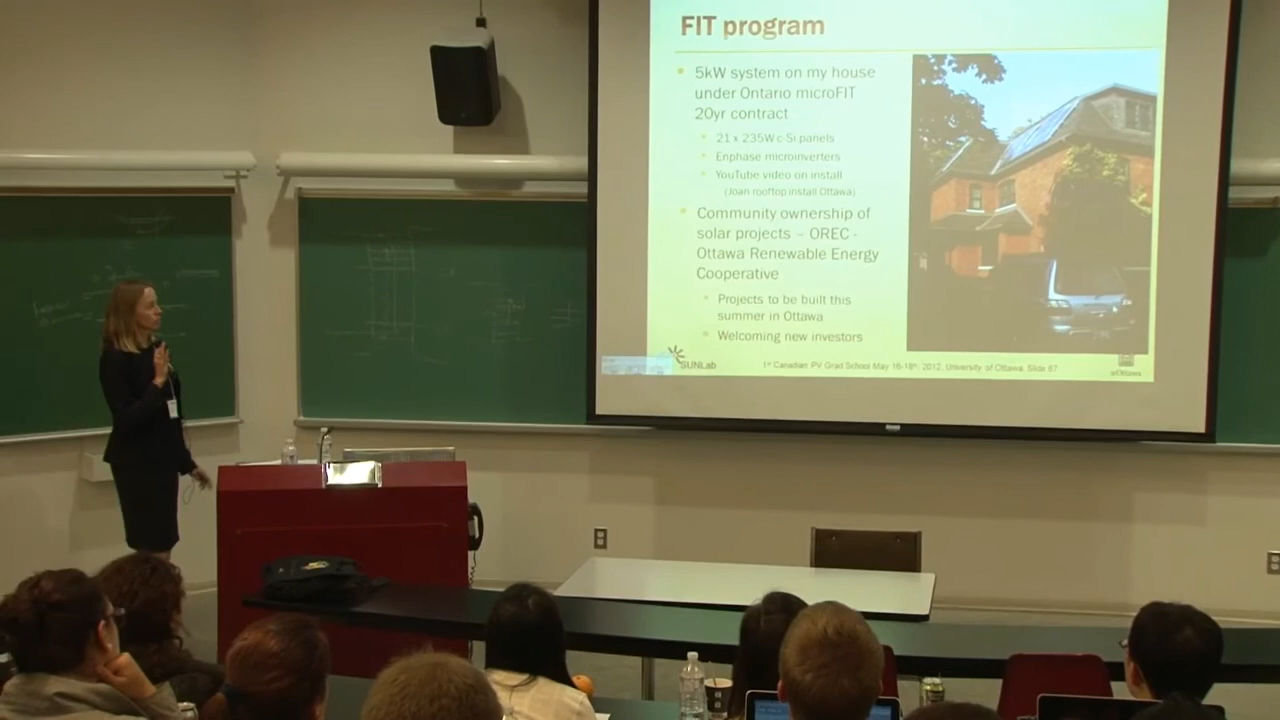 FIT program
5kW system on my house
under Ontario microFIT
20yr contract
21 x 235W c-Si panels
Enphase microinverters
YouTube video on install
(Joan rooftop install Ottawa)
Community ownership of
solar projects – OREC -
Ottawa Renewable Energy
Cooperative
Projects to be built this
summer in Ottawa
Welcoming new investors
SUNLab
1st Canadian PV Grad School May 16-18th, 2012, University of Ottawa. Slide 67
uOttawa